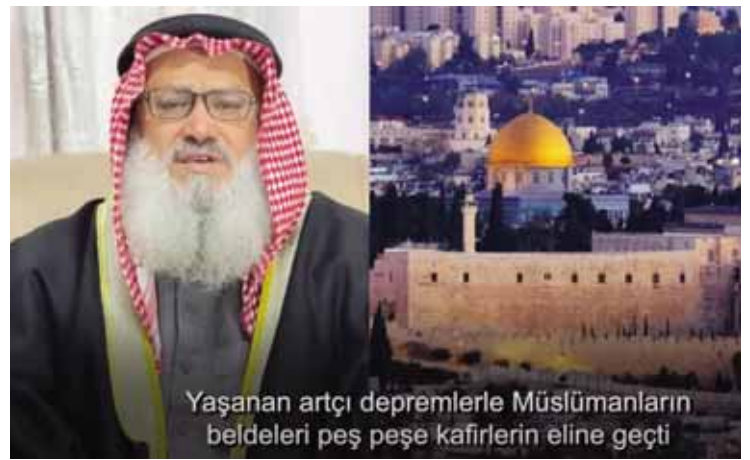 Yaşanan artçı depremlerle Müslümanların
beldeleri peş peşe kafirlerin eline geçti